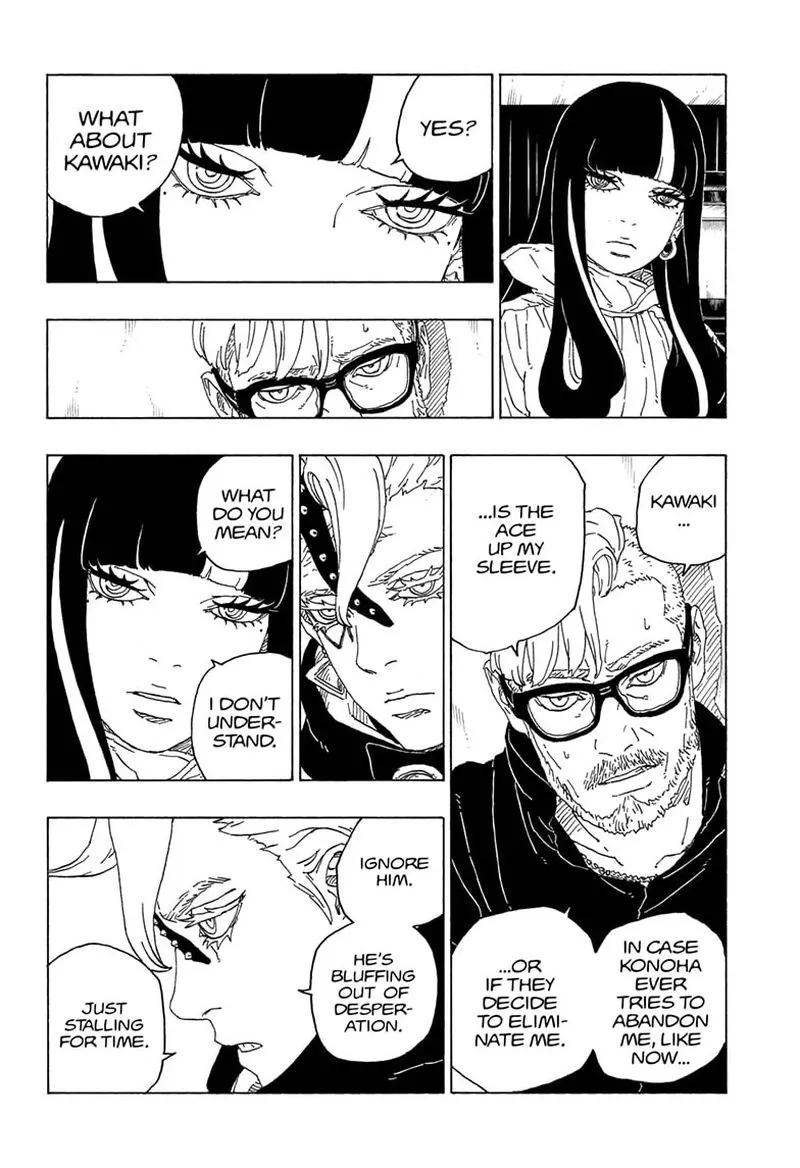 YES?
WHAT
ABOUT
KAWAKI?
KAWAKI
...
...IS THE
ACE
UP MY
SLEEVE.
IN CASE
KONOHA
EVER
TRIES TO
ABANDON
ME, LIKE
NOW...
...OR
IF THEY
DECIDE
TO ELIMI-
NATE ME.
WHAT
DO YOU
MEAN?
I DON'T
UNDER-
STAND.
IGNORE
HIM.
HE'S
BLUFFING
OUT OF
DESPER-
ATION.
JUST
STALLING
FOR TIME.